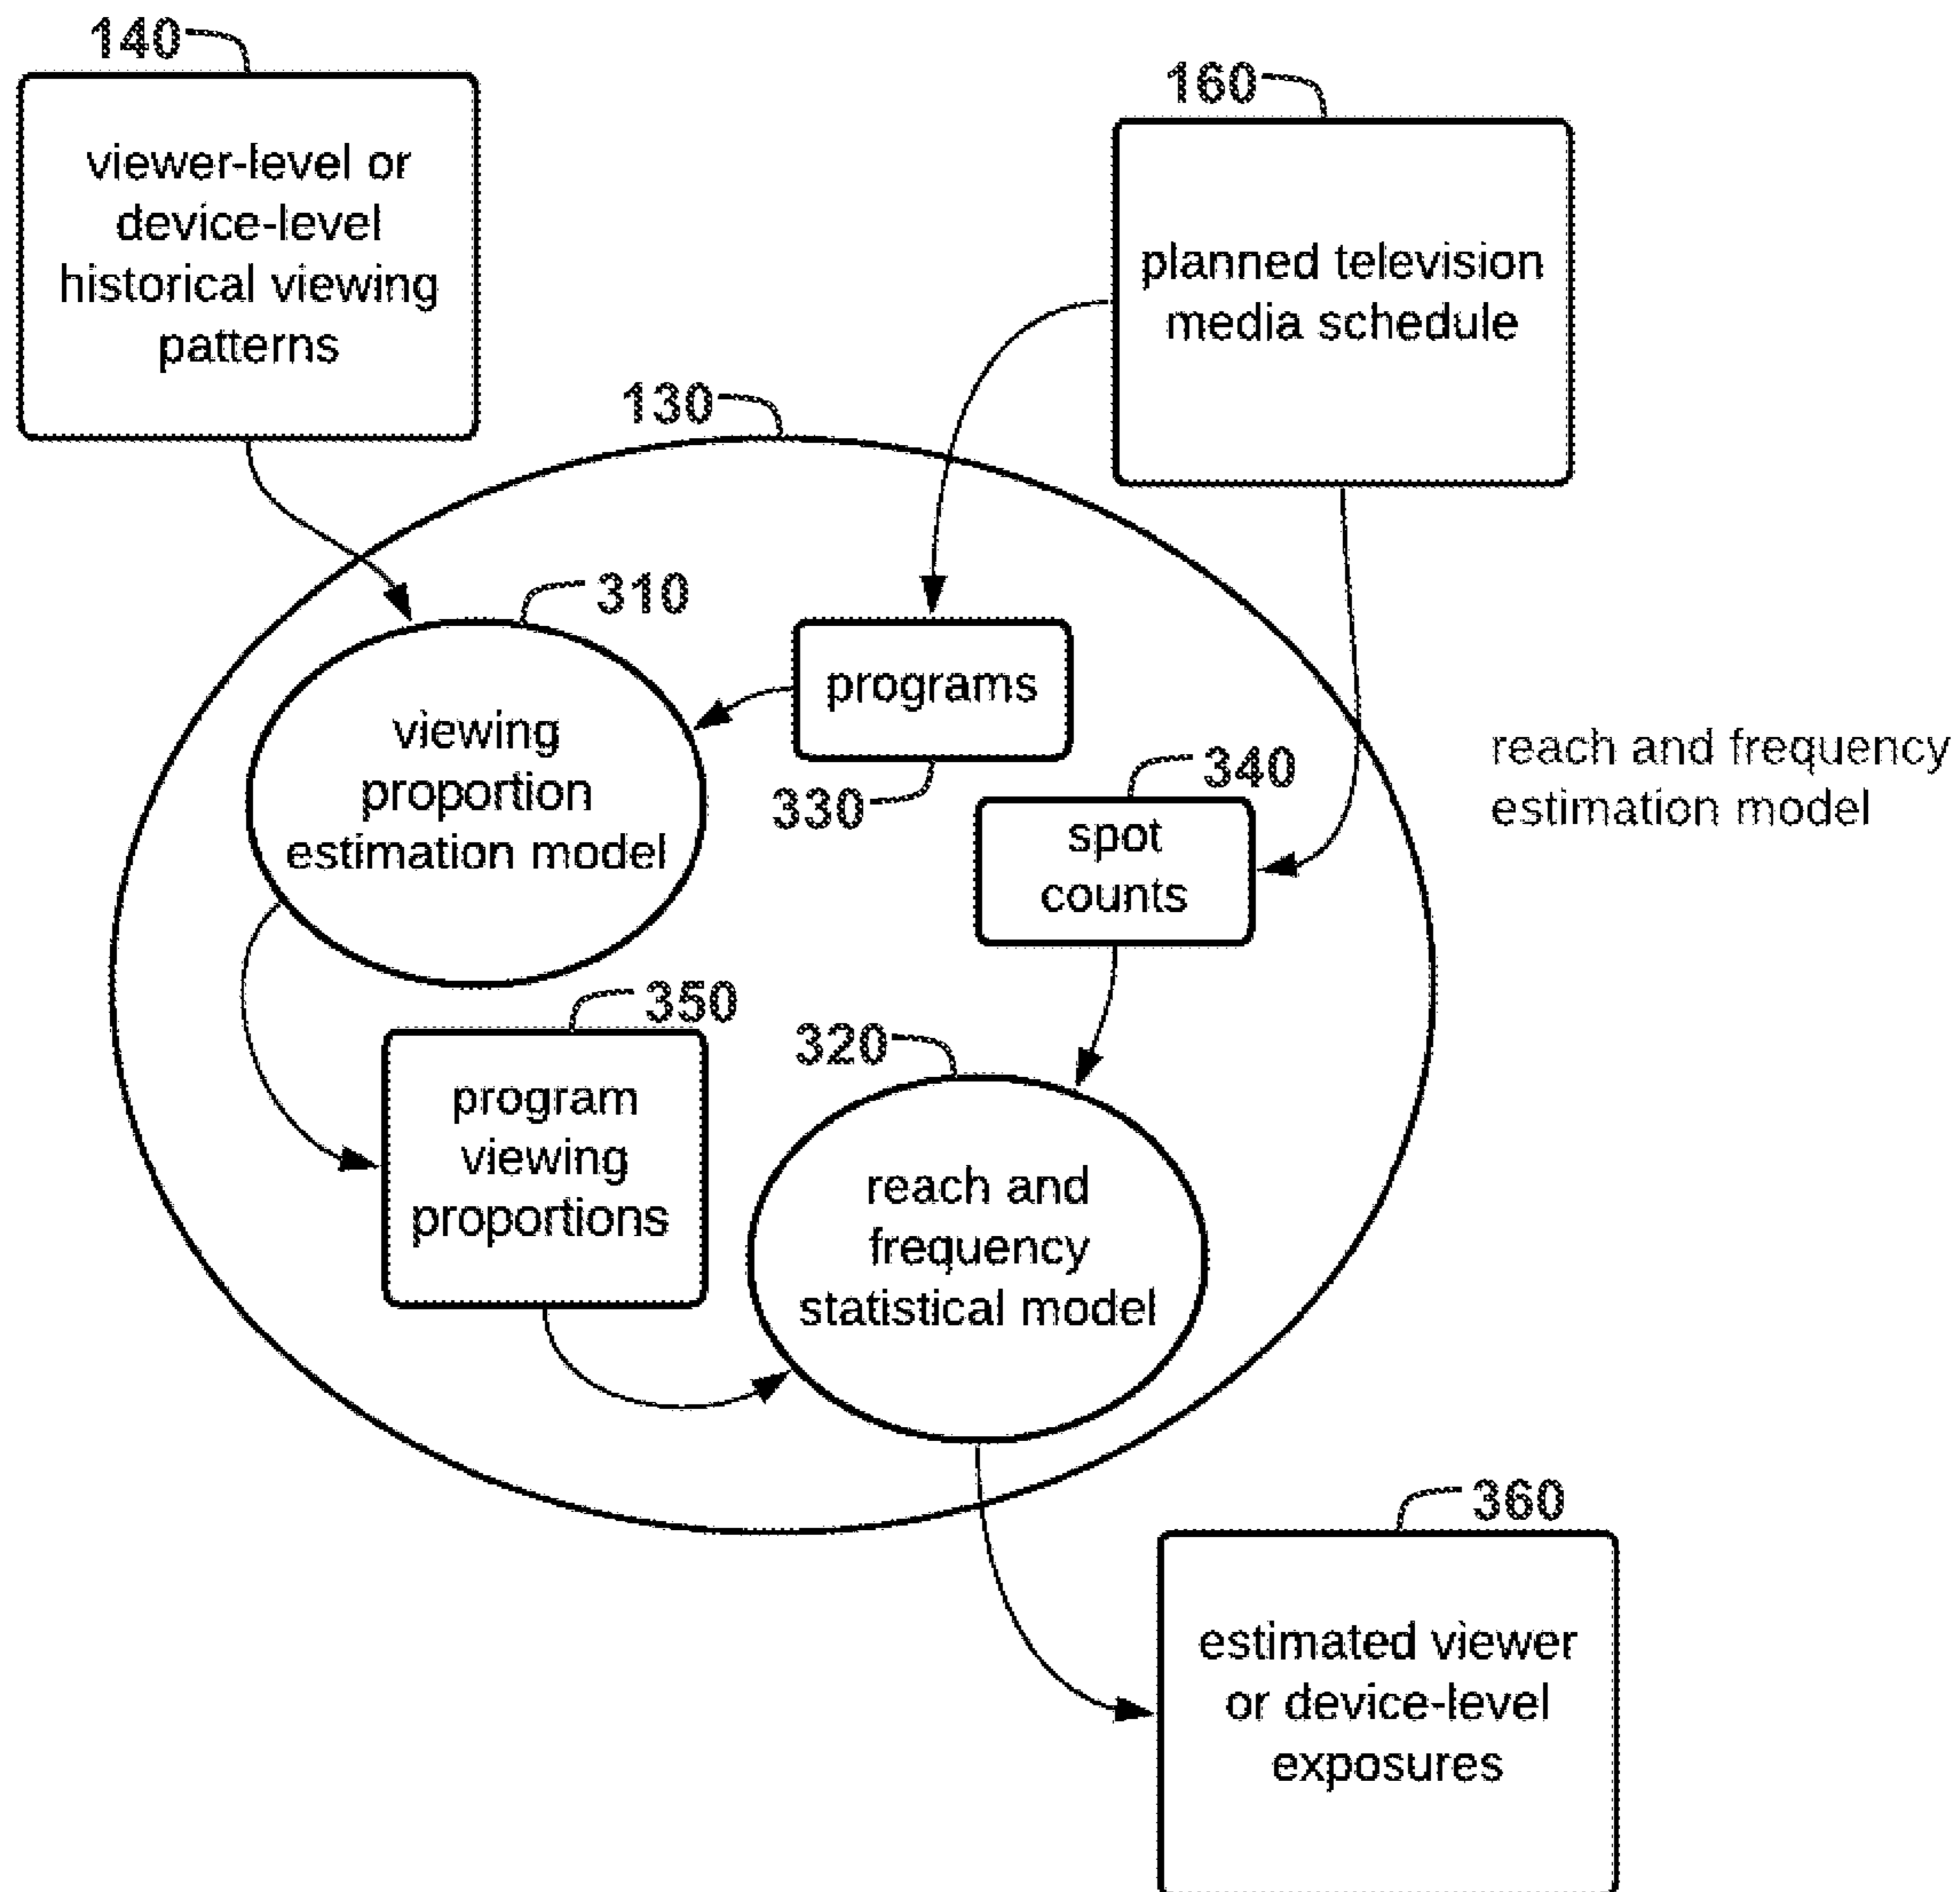 140
viewer-level or
device-level
historical viewing
patterns
160
planned television
media schedule
130
310
viewing
proportion
estimation model
programs
330
340
spot
counts
reach and frequency
estimation model
350
program
viewing
proportions
320
reach and
frequency
statistical model
360
estimated viewer
or device-level
exposures